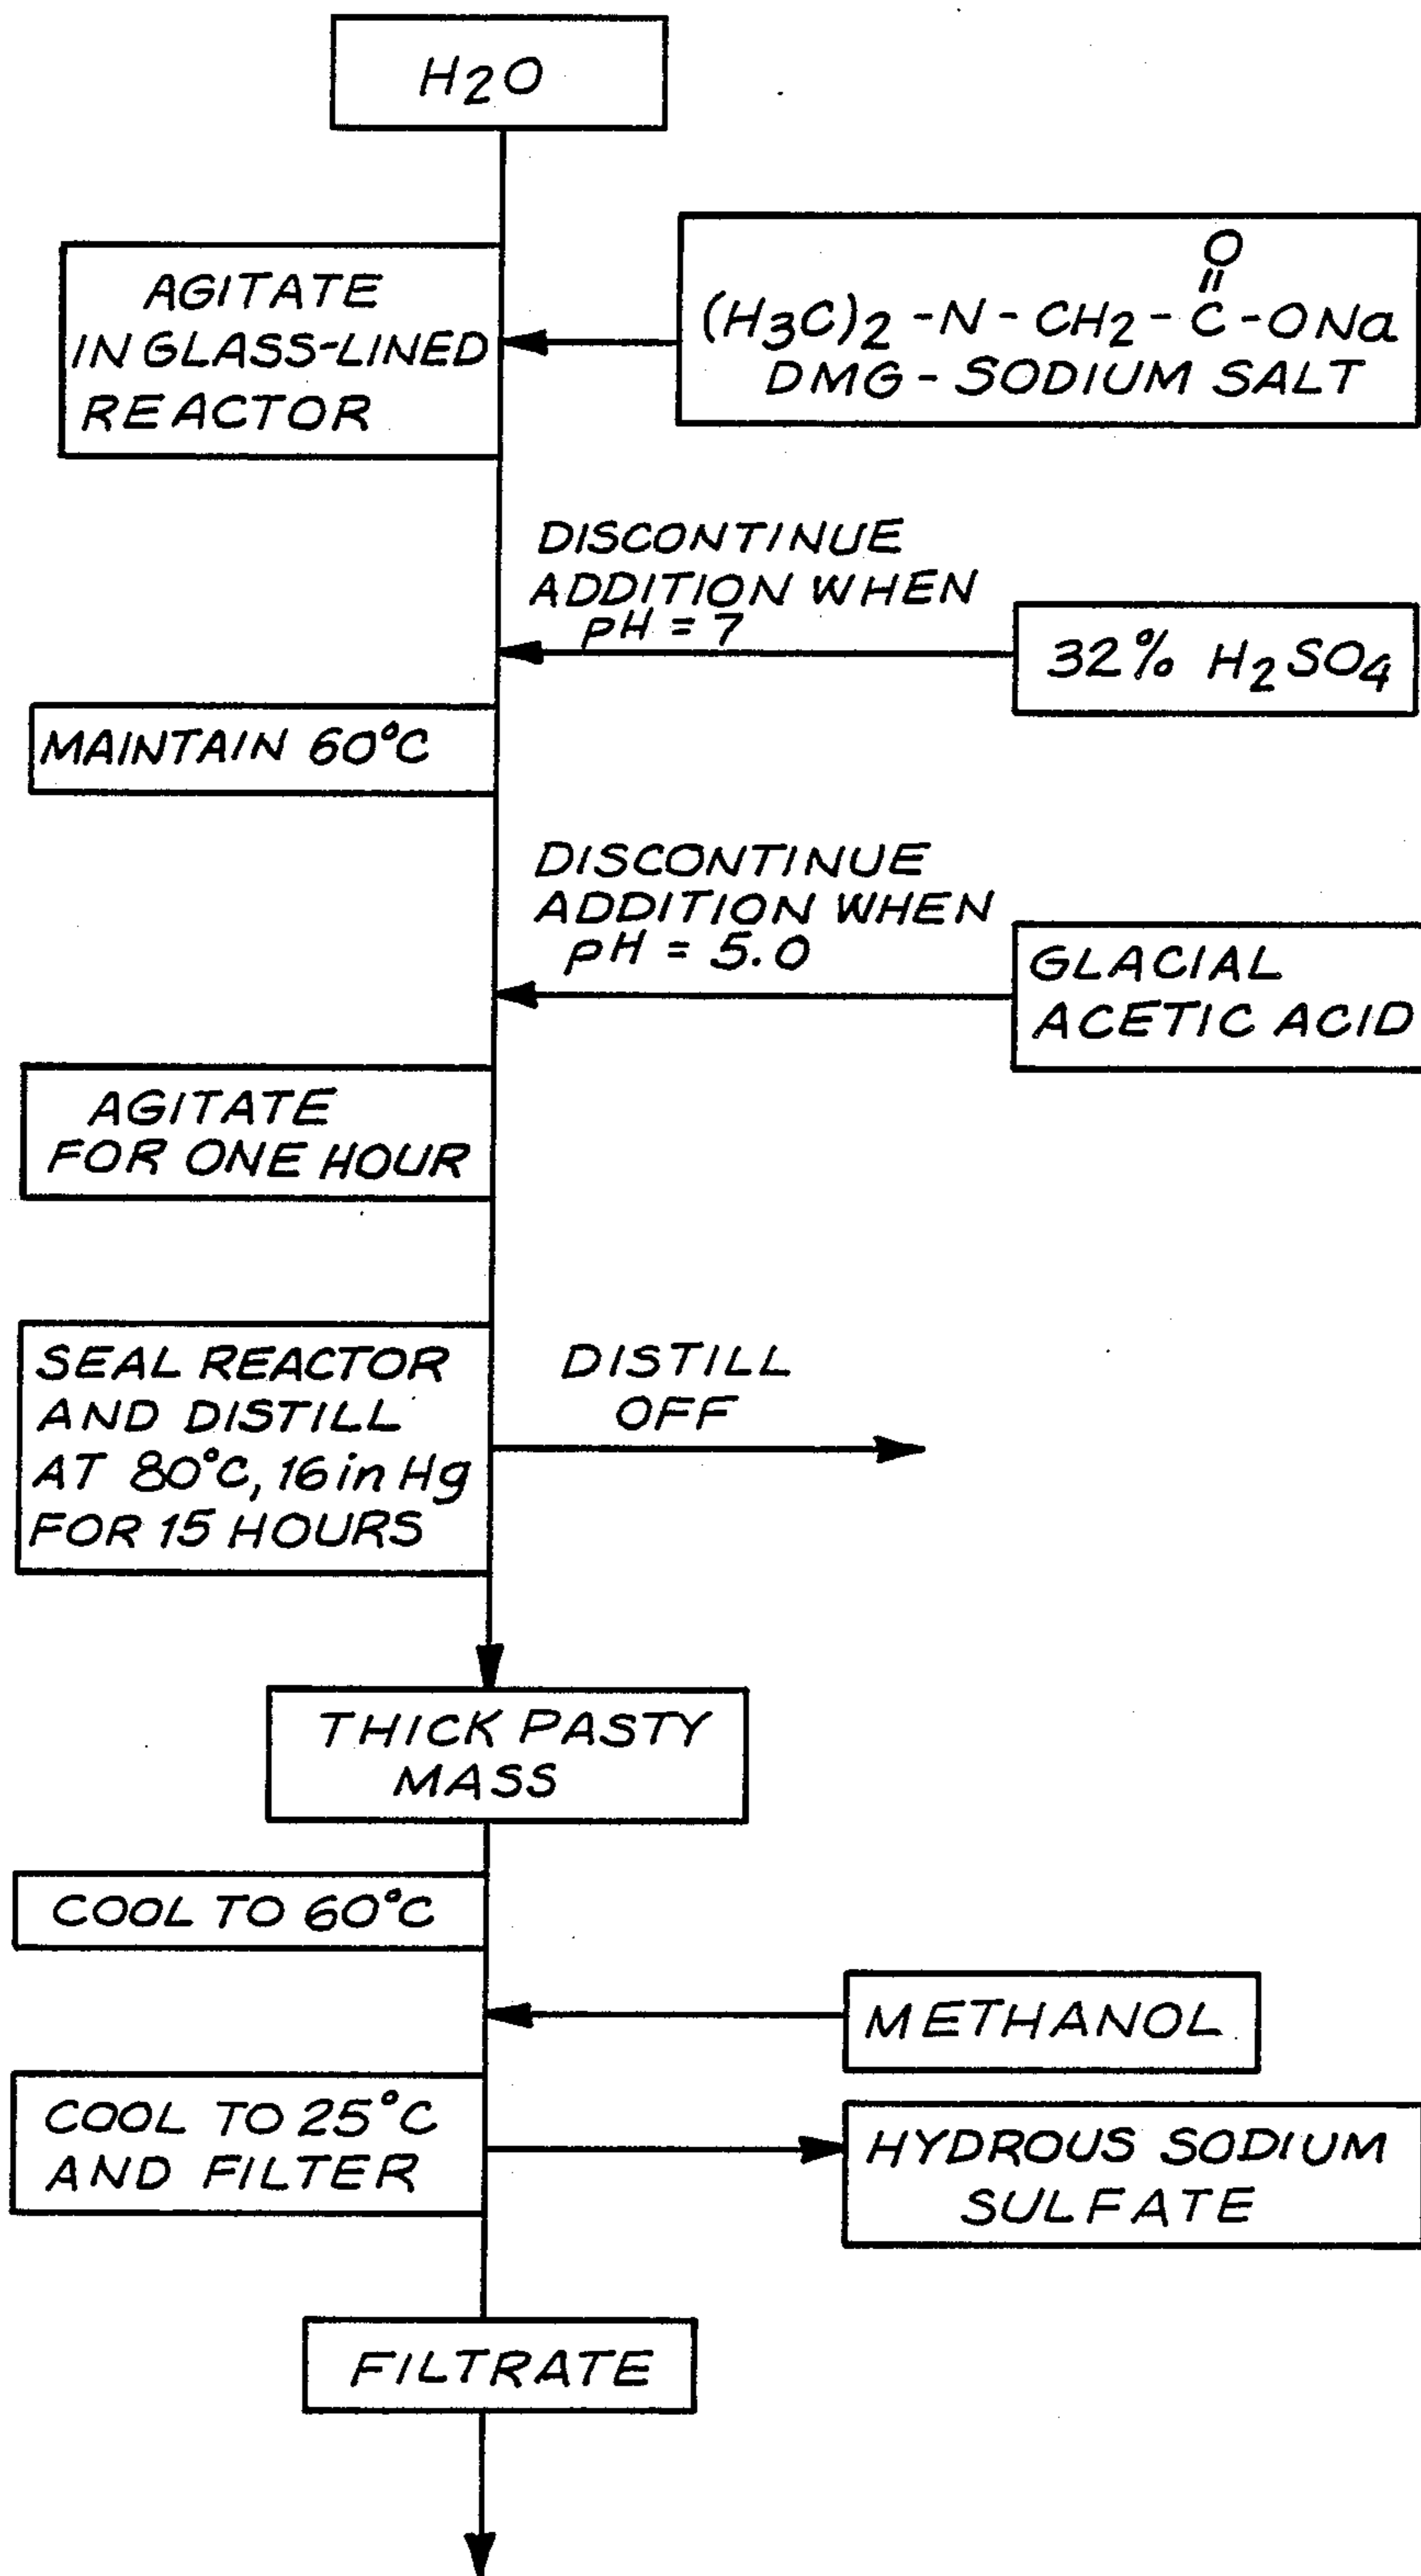 H2O
AGITATE
IN GLASS-LINED
REACTOR
O
||
(H3C)2 -N - CH2 - C - ONa
DMG - SODIUM SALT
DISCONTINUE
ADDITION WHEN
pH = 7
32% H2SO4
MAINTAIN 60°C
DISCONTINUE
ADDITION WHEN
pH = 5.0
GLACIAL
ACETIC ACID
AGITATE
FOR ONE HOUR
SEAL REACTOR
AND DISTILL
AT 80°C, 16 in Hg
FOR 15 HOURS
DISTILL
OFF
THICK PASTY
MASS
COOL TO 60°C
METHANOL
COOL TO 25°C
AND FILTER
HYDROUS SODIUM
SULFATE
FILTRATE